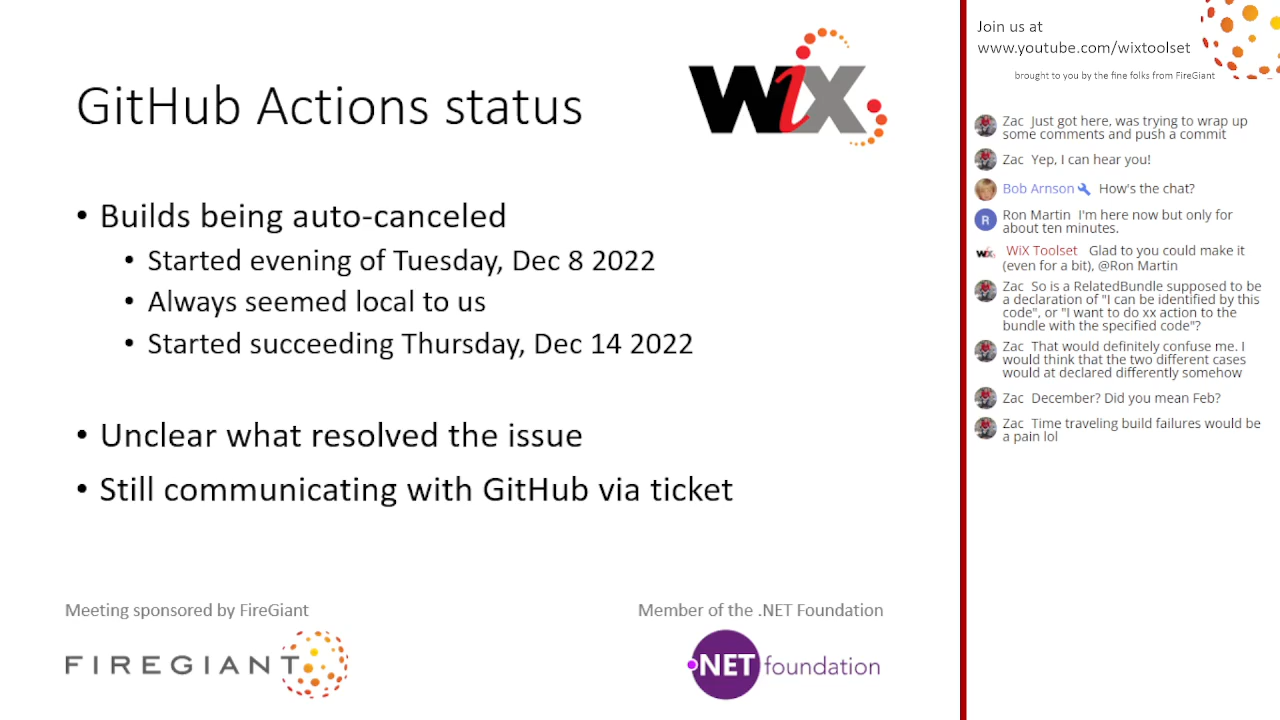 GitHub Actions status
WiX
• Builds being auto-canceled
• Started evening of Tuesday, Dec 8 2022
• Always seemed local to us
• Started succeeding Thursday, Dec 14 2022
• Unclear what resolved the issue
• Still communicating with GitHub via ticket
Meeting sponsored by FireGiant
FIREGIANT
Member of the .NET Foundation
.NET foundation
Join us at
www.youtube.com/wixtoolset
brought to you by the fine folks from FireGiant
Zac Just got here, was trying to wrap up
some comments and push a commit
Zac Yep, I can hear you!
Bob Arnson How's the chat?
R Ron Martin I'm here now but only for
about ten minutes.
WiX WiX Toolset Glad to you could make it
(even for a bit), @Ron Martin
Zac So is a RelatedBundle supposed to be
a declaration of "I can be identified by this
code", or "I want to do xx action to the
bundle with the specified code"?
Zac That would definitely confuse me. I
would think that the two different cases
would at declared differently somehow
Zac December? Did you mean Feb?
Zac Time traveling build failures would be
a pain lol